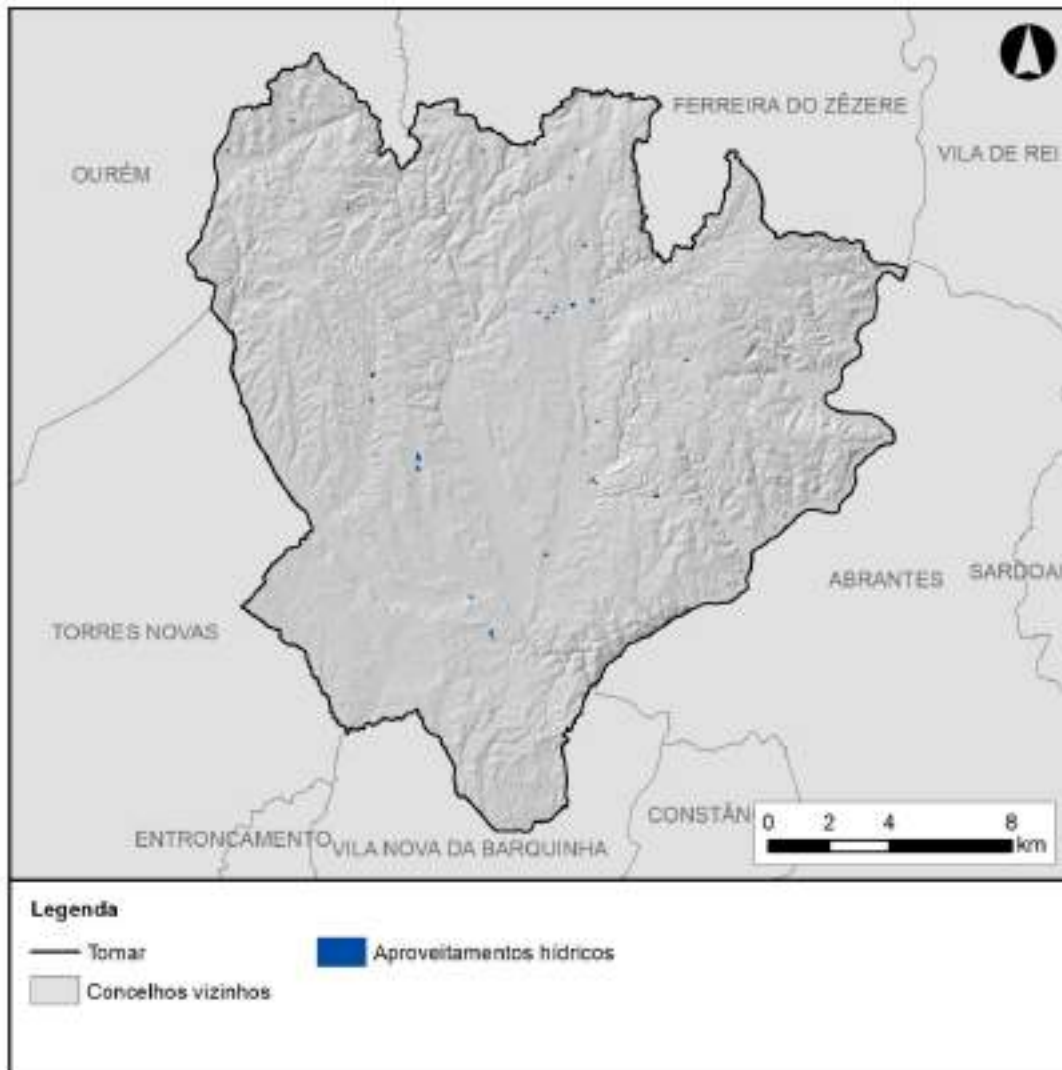 FERREIRA DO ZÊZERE
VILA DE REI
OURÉM
ABRANTES
SARDOAL
TORRES NOVAS
CONSTÂN
ENTRONCAMENTO
VILA NOVA DA BARQUINHA
0 2 4 8
km
Legenda
Tomar
Aproveitamentos hídricos
Concelhos vizinhos